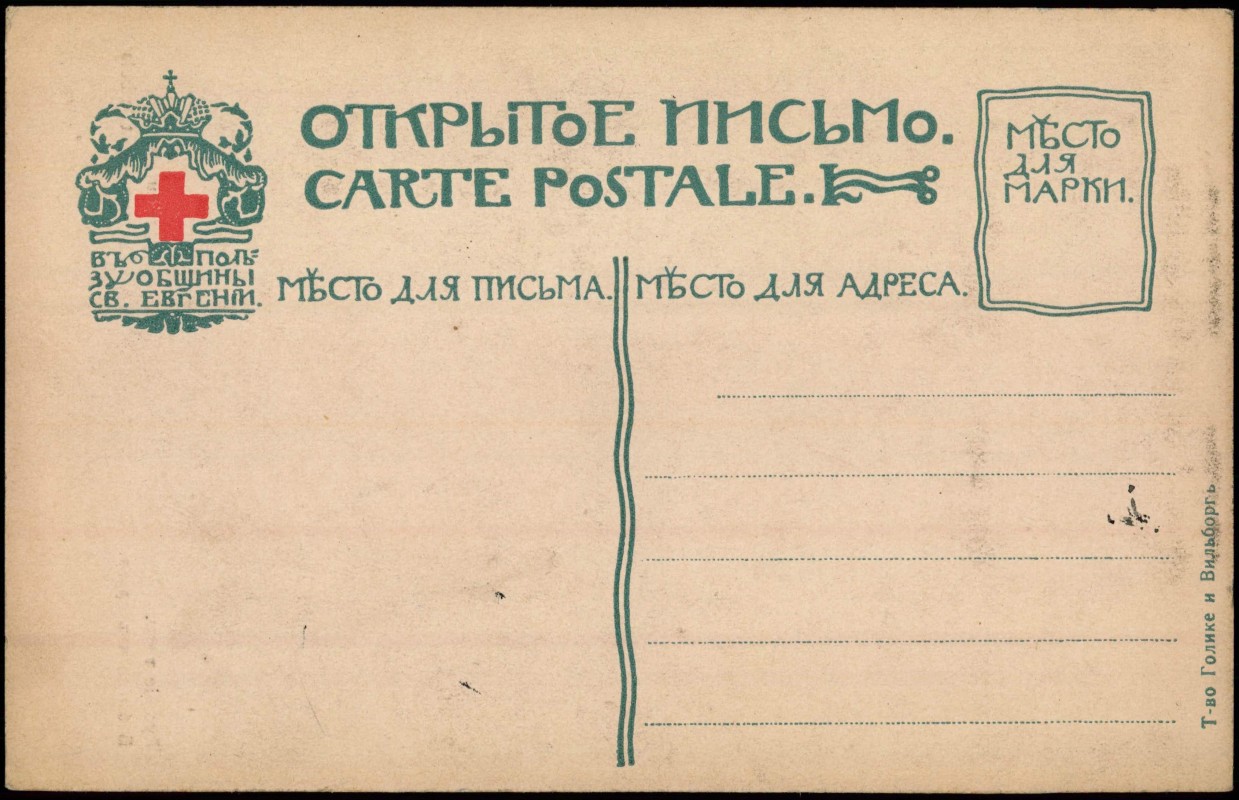 ОТКРЫТОЕ ПИСЬМО.
CARTE POSTALE.
МѢСТО
ДЛЯ
МАРКИ.
ВЪ ПОЛЬ-
ЗУ ОБЩИНЫ
СВ. ЕВГЕНІИ.
МѢСТО ДЛЯ ПИСЬМА.
МѢСТО ДЛЯ АДРЕСА.
Т-во Голике и Вильборгъ